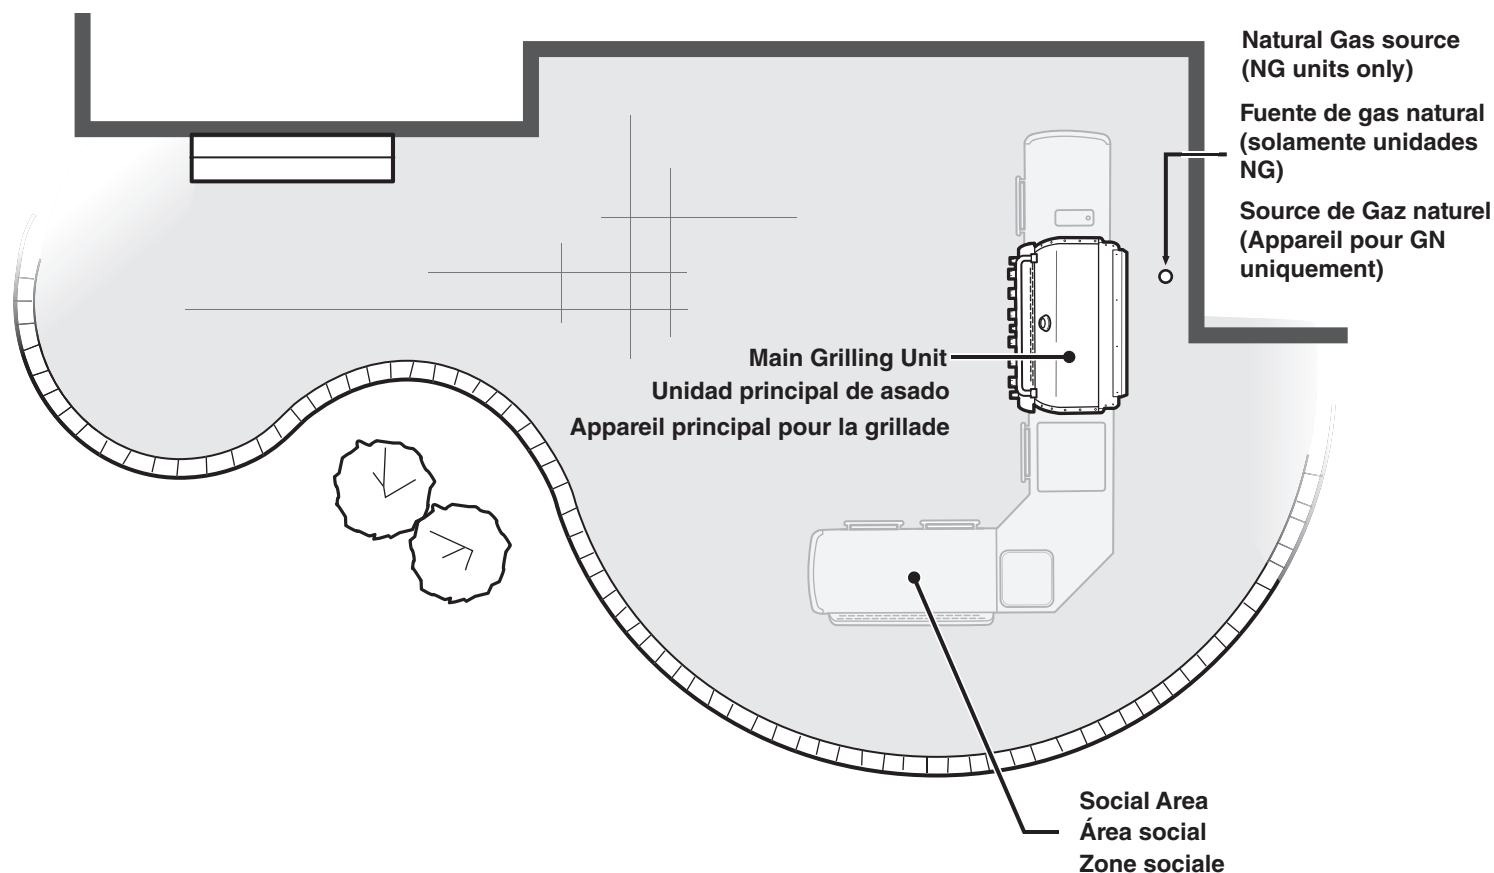 Natural Gas source
(NG units only)
Fuente de gas natural
(solamente unidades
NG)
Source de Gaz naturel
(Appareil pour GN
uniquement)
Main Grilling Unit
Unidad principal de asado
Appareil principal pour la grillade
Social Area
Área social
Zone sociale